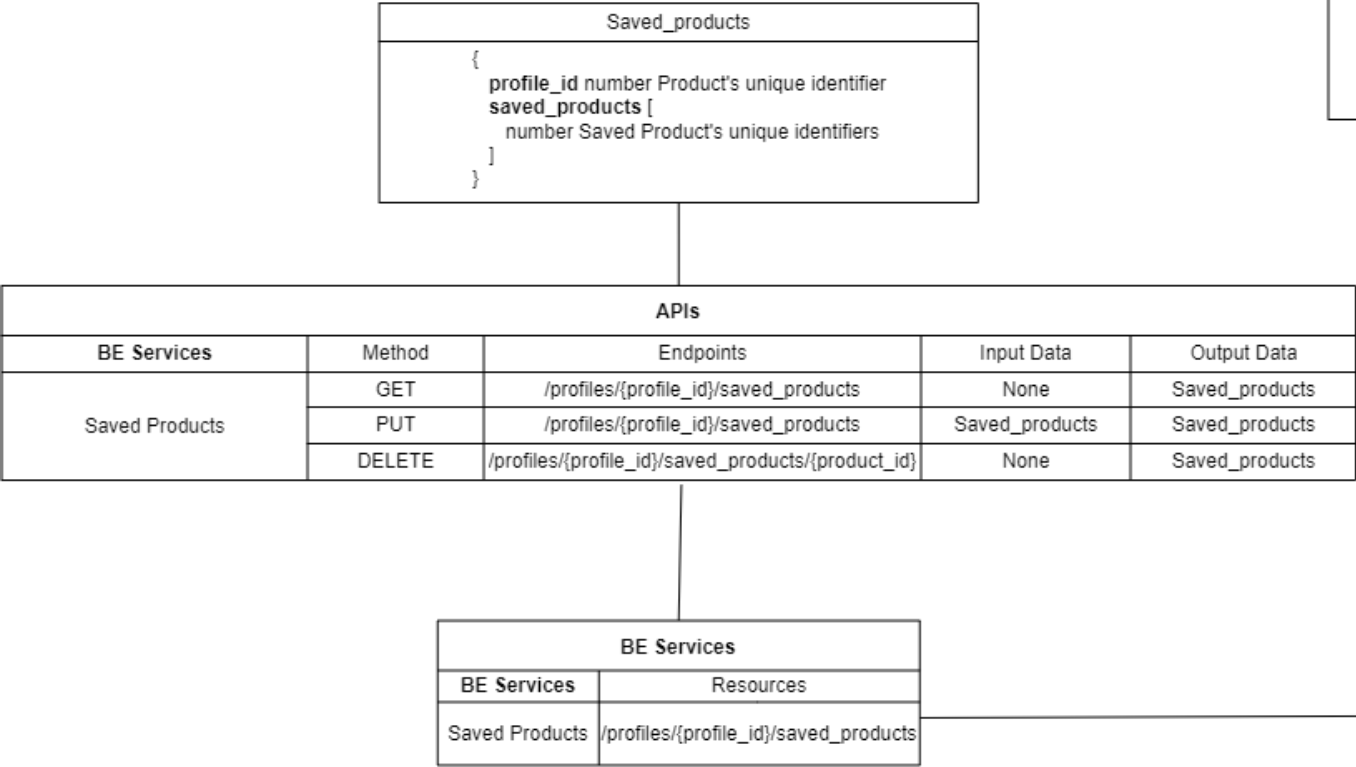 Saved_products
{
profile_id number Product's unique identifier
saved_products [
number Saved Product's unique identifiers
]
}
APIs
BE Services Method Endpoints Input Data Output Data
GET /profiles/{profile_id}/saved_products None Saved_products
Saved Products PUT /profiles/{profile_id}/saved_products Saved_products Saved_products
DELETE /profiles/{profile_id}/saved_products/{product_id} None Saved_products
BE Services
BE Services Resources
Saved Products /profiles/{profile_id}/saved_products